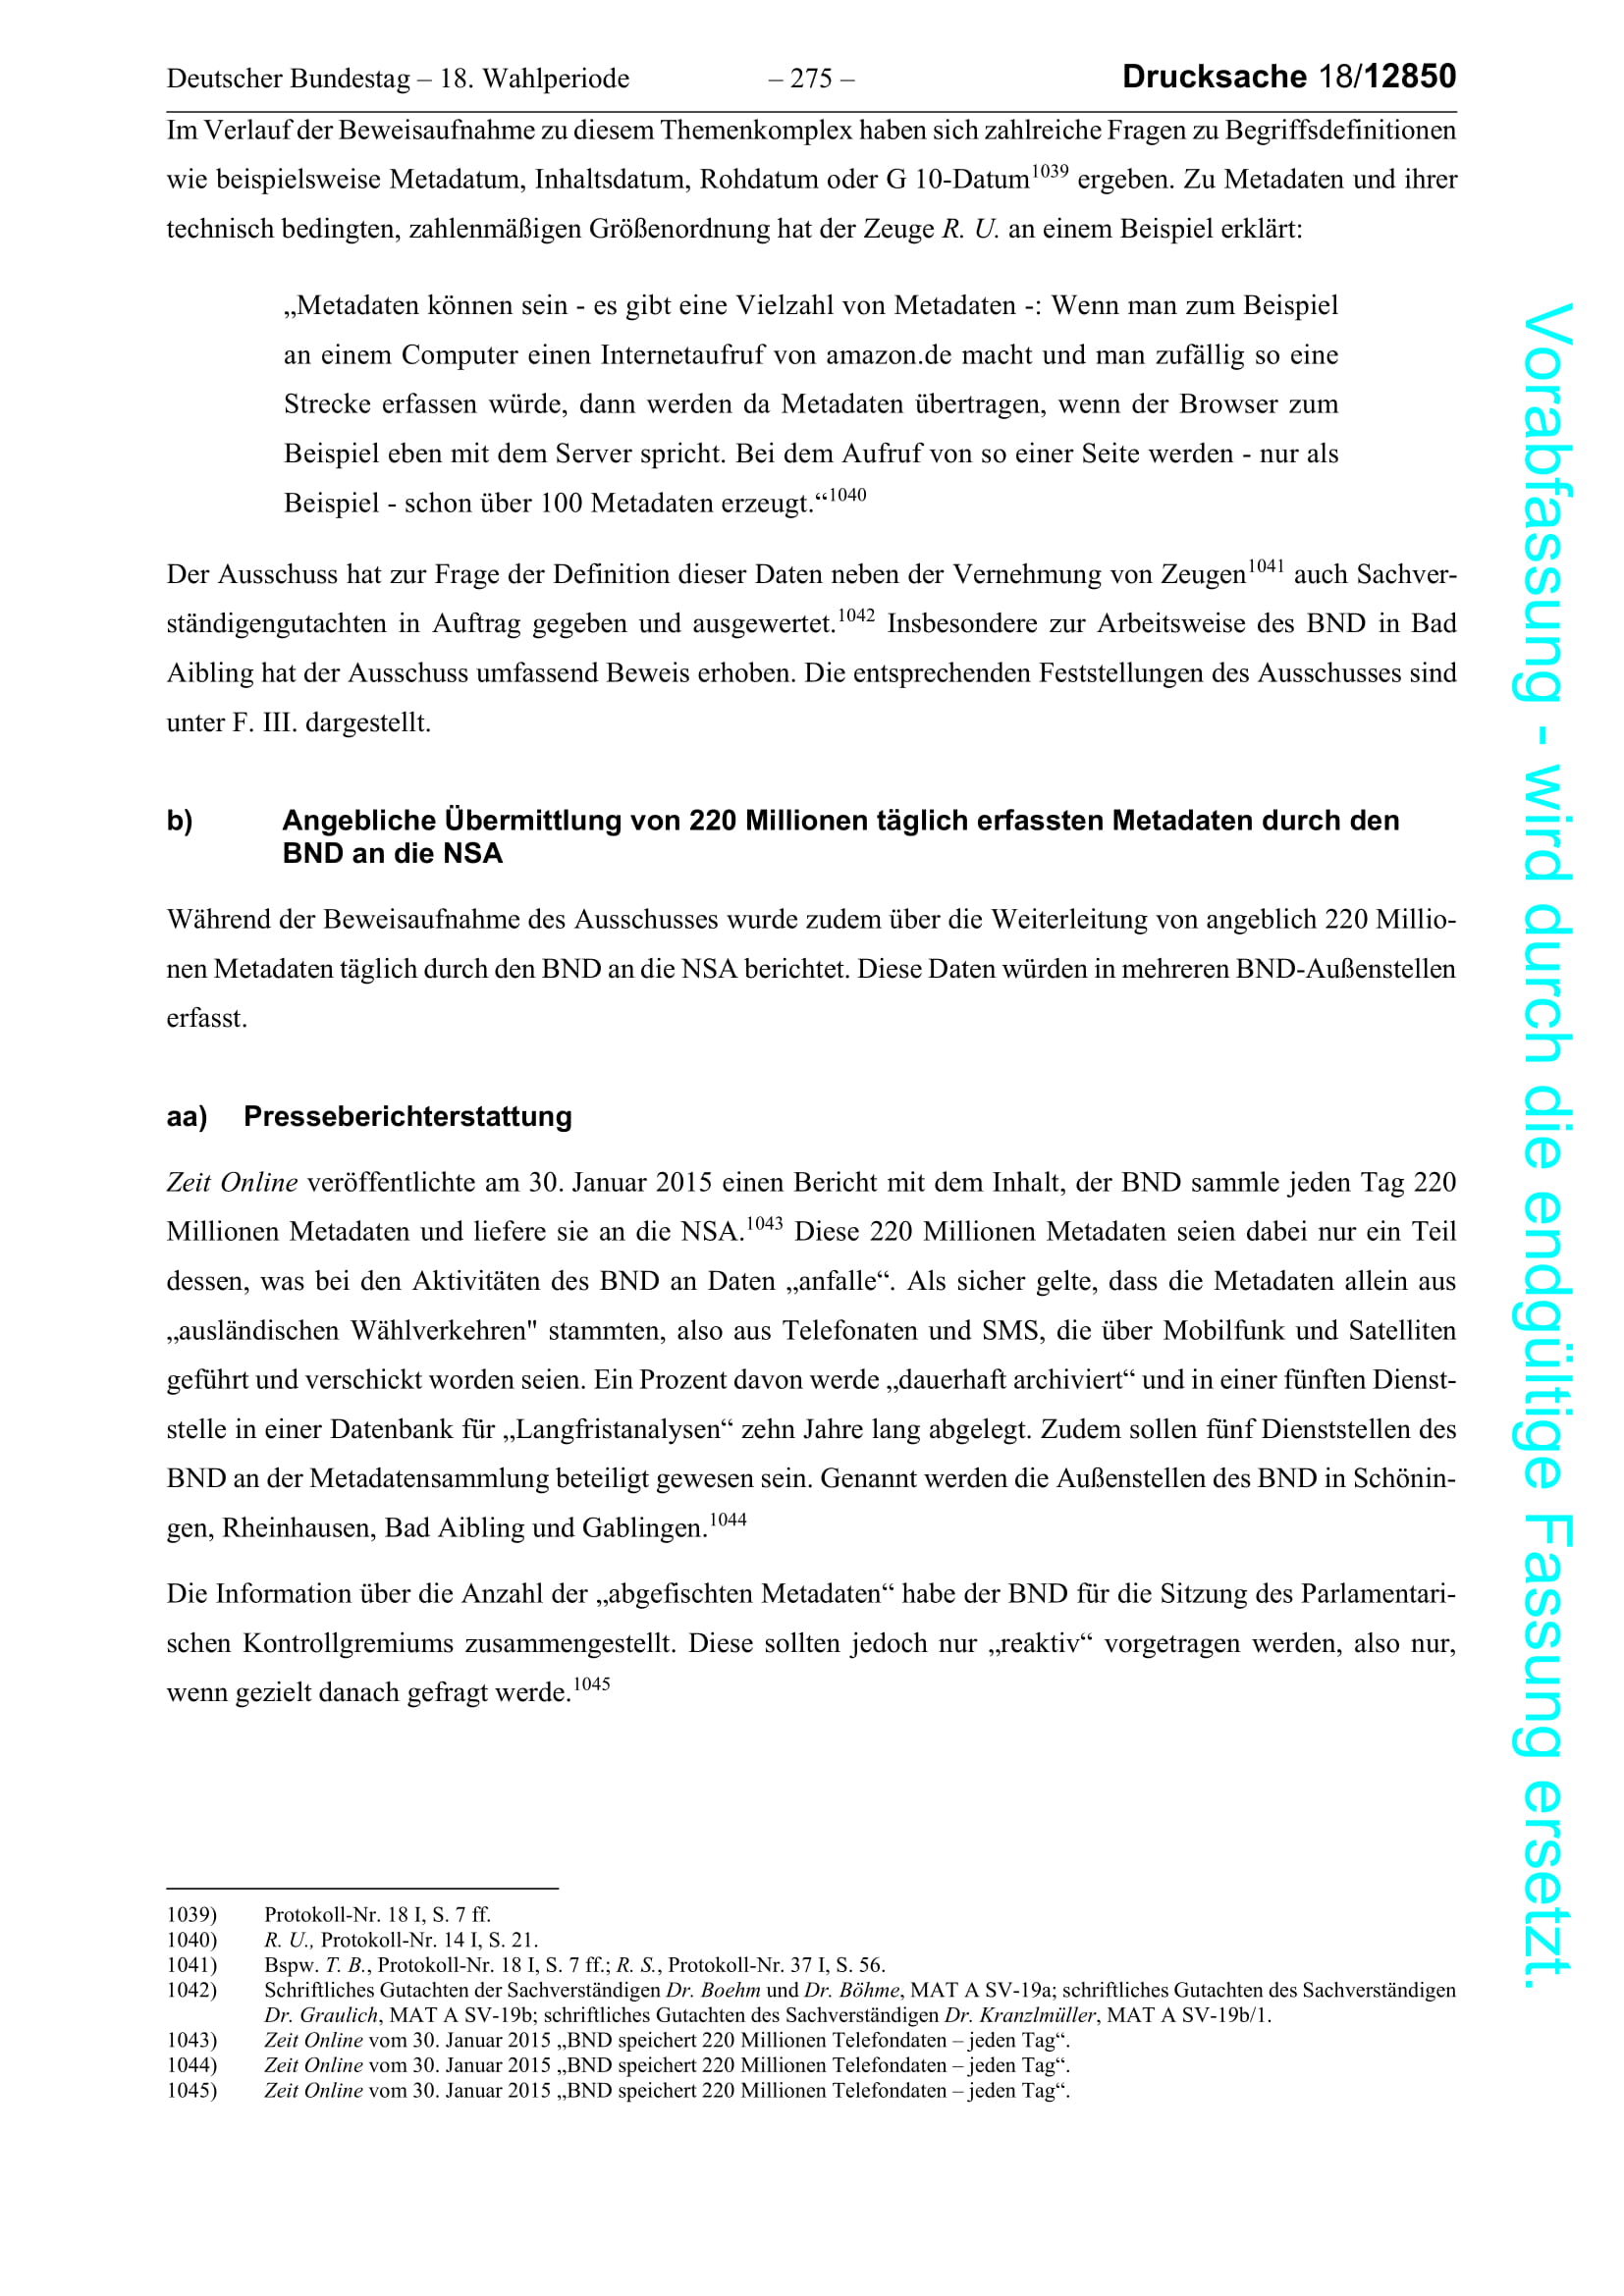 Deutscher Bundestag – 18. Wahlperiode – 275 – Drucksache 18/12850
Im Verlauf der Beweisaufnahme zu diesem Themenkomplex haben sich zahlreiche Fragen zu Begriffsdefinitionen
wie beispielsweise Metadatum, Inhaltsdatum, Rohdatum oder G 10-Datum1039 ergeben. Zu Metadaten und ihrer
technisch bedingten, zahlenmäßigen Größenordnung hat der Zeuge R. U. an einem Beispiel erklärt:
„Metadaten können sein - es gibt eine Vielzahl von Metadaten -: Wenn man zum Beispiel
an einem Computer einen Internetaufruf von amazon.de macht und man zufällig so eine
Strecke erfassen würde, dann werden da Metadaten übertragen, wenn der Browser zum
Beispiel eben mit dem Server spricht. Bei dem Aufruf von so einer Seite werden - nur als
Beispiel - schon über 100 Metadaten erzeugt.“1040
Der Ausschuss hat zur Frage der Definition dieser Daten neben der Vernehmung von Zeugen1041 auch Sachver-
ständigengutachten in Auftrag gegeben und ausgewertet.1042 Insbesondere zur Arbeitsweise des BND in Bad
Aibling hat der Ausschuss umfassend Beweis erhoben. Die entsprechenden Feststellungen des Ausschusses sind
unter F. III. dargestellt.
b) Angebliche Übermittlung von 220 Millionen täglich erfassten Metadaten durch den
BND an die NSA
Während der Beweisaufnahme des Ausschusses wurde zudem über die Weiterleitung von angeblich 220 Millio-
nen Metadaten täglich durch den BND an die NSA berichtet. Diese Daten würden in mehreren BND-Außenstellen
erfasst.
aa) Presseberichterstattung
Zeit Online veröffentlichte am 30. Januar 2015 einen Bericht mit dem Inhalt, der BND sammle jeden Tag 220
Millionen Metadaten und liefere sie an die NSA.1043 Diese 220 Millionen Metadaten seien dabei nur ein Teil
dessen, was bei den Aktivitäten des BND an Daten „anfalle“. Als sicher gelte, dass die Metadaten allein aus
„ausländischen Wählverkehren" stammten, also aus Telefonaten und SMS, die über Mobilfunk und Satelliten
geführt und verschickt worden seien. Ein Prozent davon werde „dauerhaft archiviert“ und in einer fünften Dienst-
stelle in einer Datenbank für „Langfristanalysen“ zehn Jahre lang abgelegt. Zudem sollen fünf Dienststellen des
BND an der Metadatensammlung beteiligt gewesen sein. Genannt werden die Außenstellen des BND in Schönin-
gen, Rheinhausen, Bad Aibling und Gablingen.1044
Die Information über die Anzahl der „abgefischten Metadaten“ habe der BND für die Sitzung des Parlamentari-
schen Kontrollgremiums zusammengestellt. Diese sollten jedoch nur „reaktiv“ vorgetragen werden, also nur,
wenn gezielt danach gefragt werde.1045
1039) Protokoll-Nr. 18 I, S. 7 ff.
1040) R. U., Protokoll-Nr. 14 I, S. 21.
1041) Bspw. T. B., Protokoll-Nr. 18 I, S. 7 ff.; R. S., Protokoll-Nr. 37 I, S. 56.
1042) Schriftliches Gutachten der Sachverständigen Dr. Boehm und Dr. Böhme, MAT A SV-19a; schriftliches Gutachten des Sachverständigen
Dr. Graulich, MAT A SV-19b; schriftliches Gutachten des Sachverständigen Dr. Kranzlmüller, MAT A SV-19b/1.
1043) Zeit Online vom 30. Januar 2015 „BND speichert 220 Millionen Telefondaten – jeden Tag“.
1044) Zeit Online vom 30. Januar 2015 „BND speichert 220 Millionen Telefondaten – jeden Tag“.
1045) Zeit Online vom 30. Januar 2015 „BND speichert 220 Millionen Telefondaten – jeden Tag“.
Vorabfassung - wird durch die endgültige Fassung ersetzt.